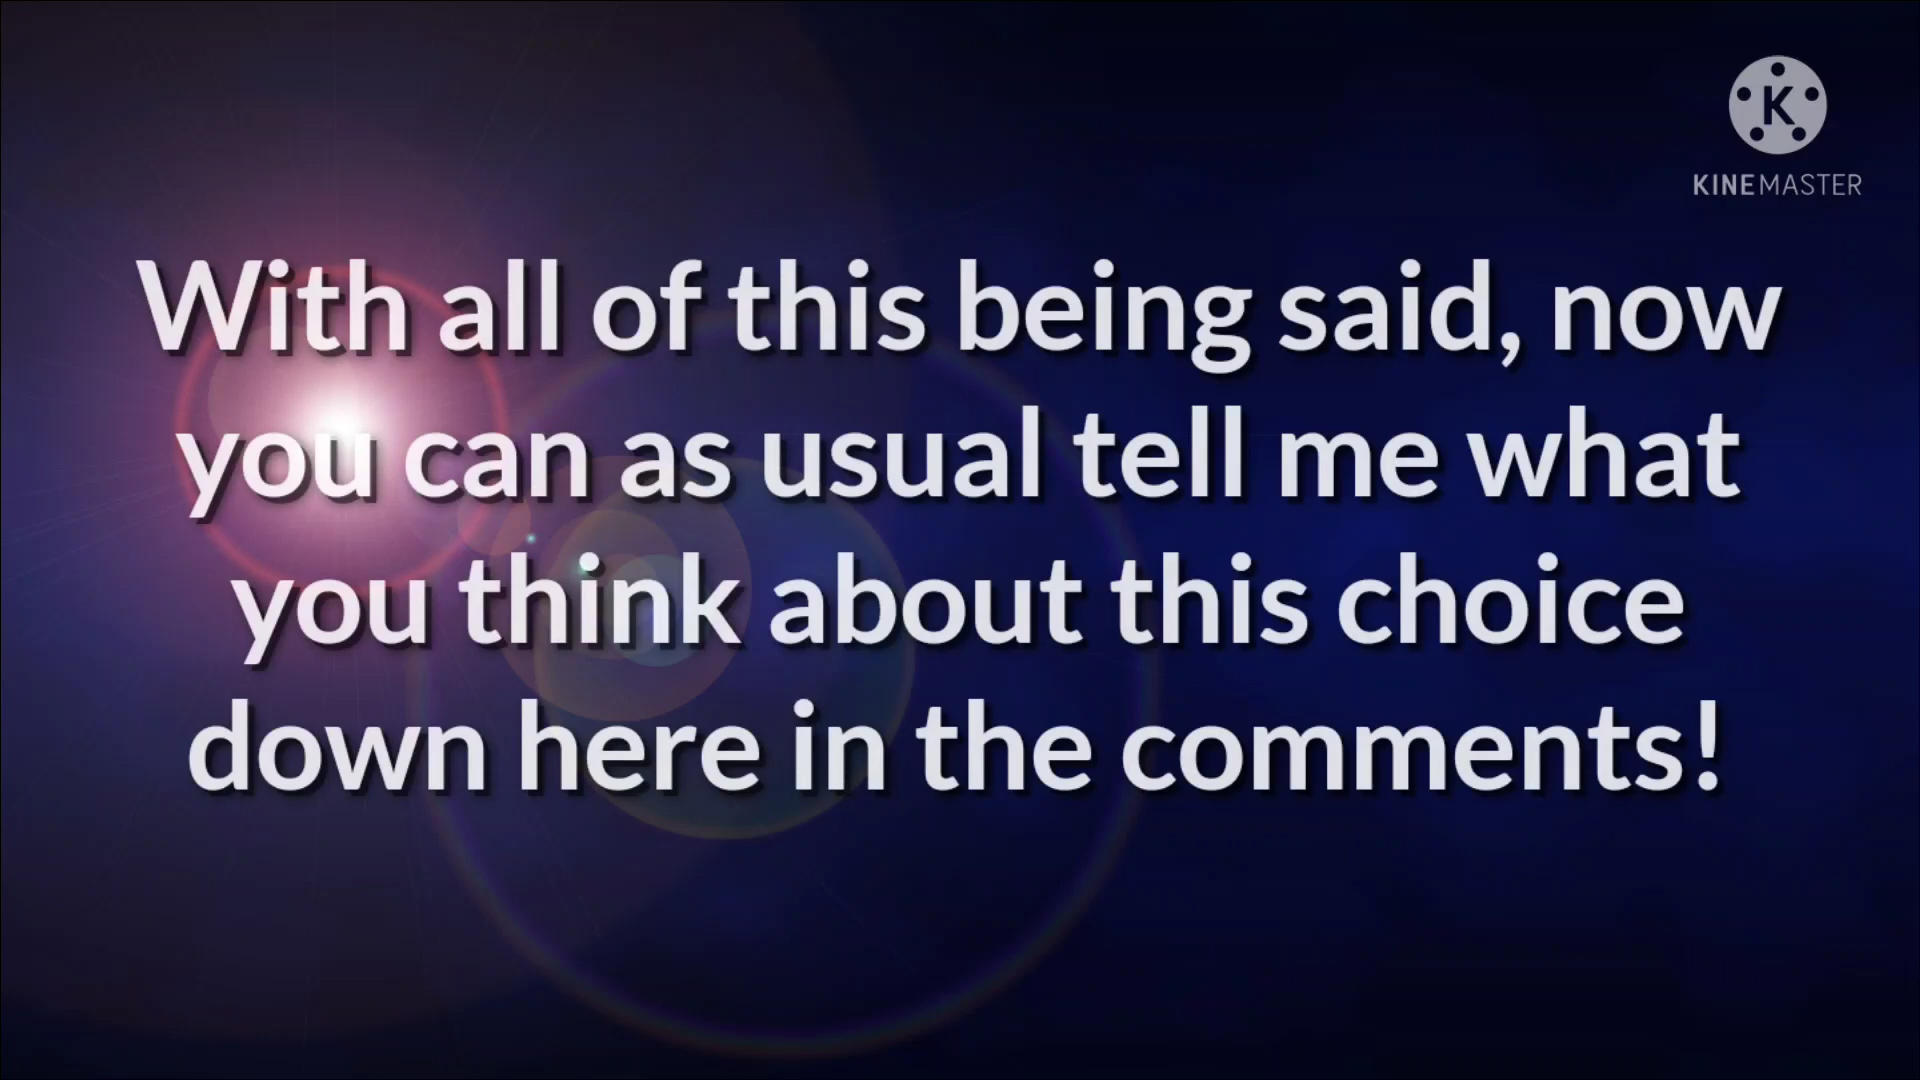 K
KINEMASTER
With all of this being said, now
you can as usual tell me what
you think about this choice
down here in the comments!